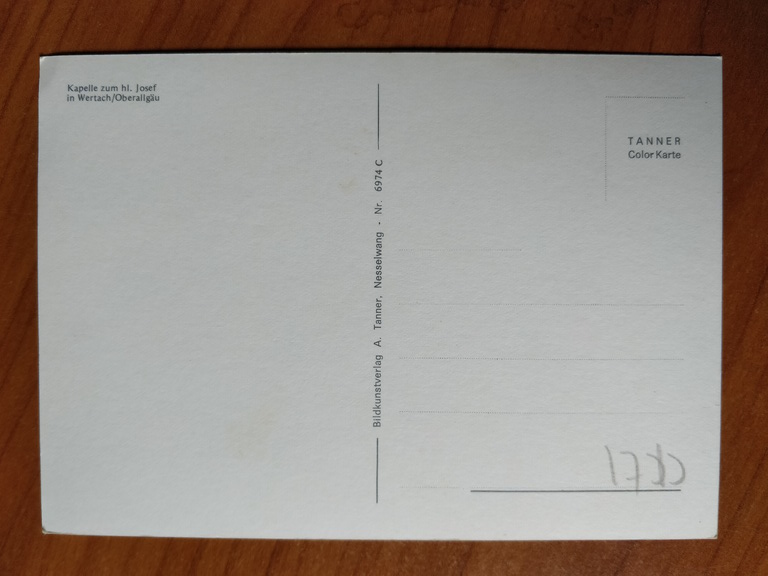 Kapelle zum hl. Josef
in Wertach/Oberallgäu
Bildkunstverlag A. Tanner, Nesselwang · Nr. 6974 C
TANNER
Color Karte